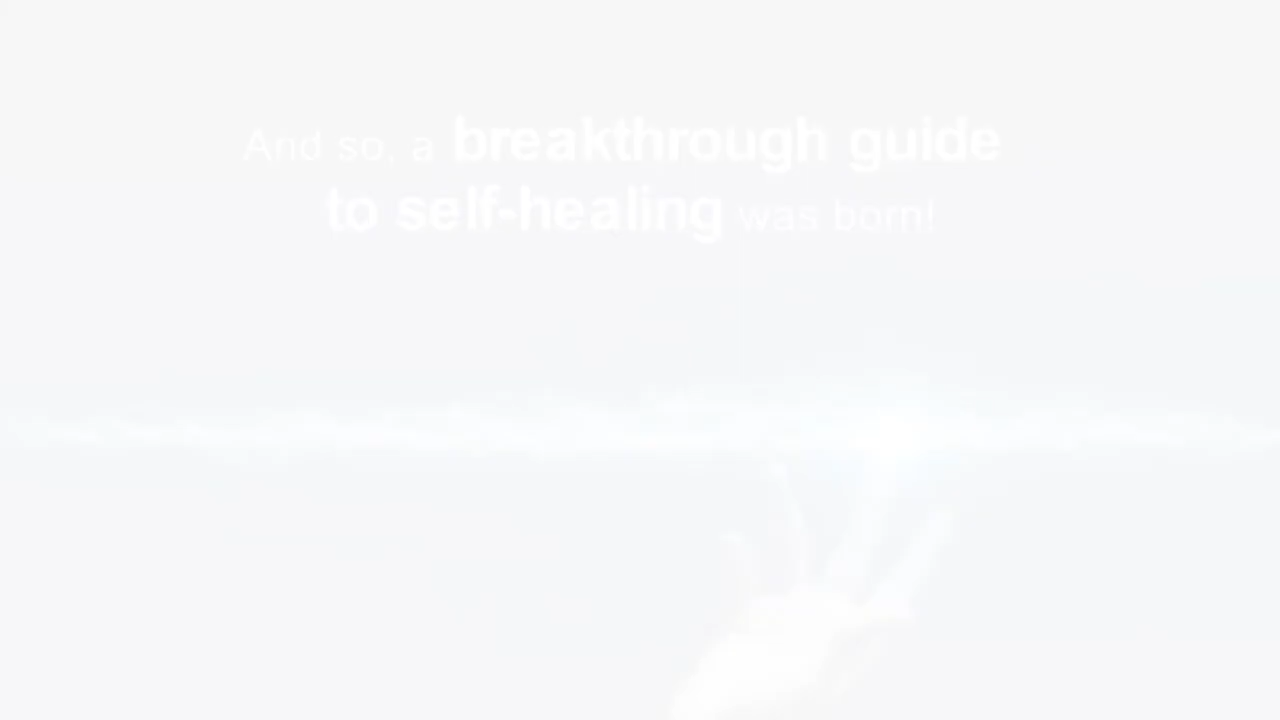 And so, a breakthrough guide
to self-healing was born!